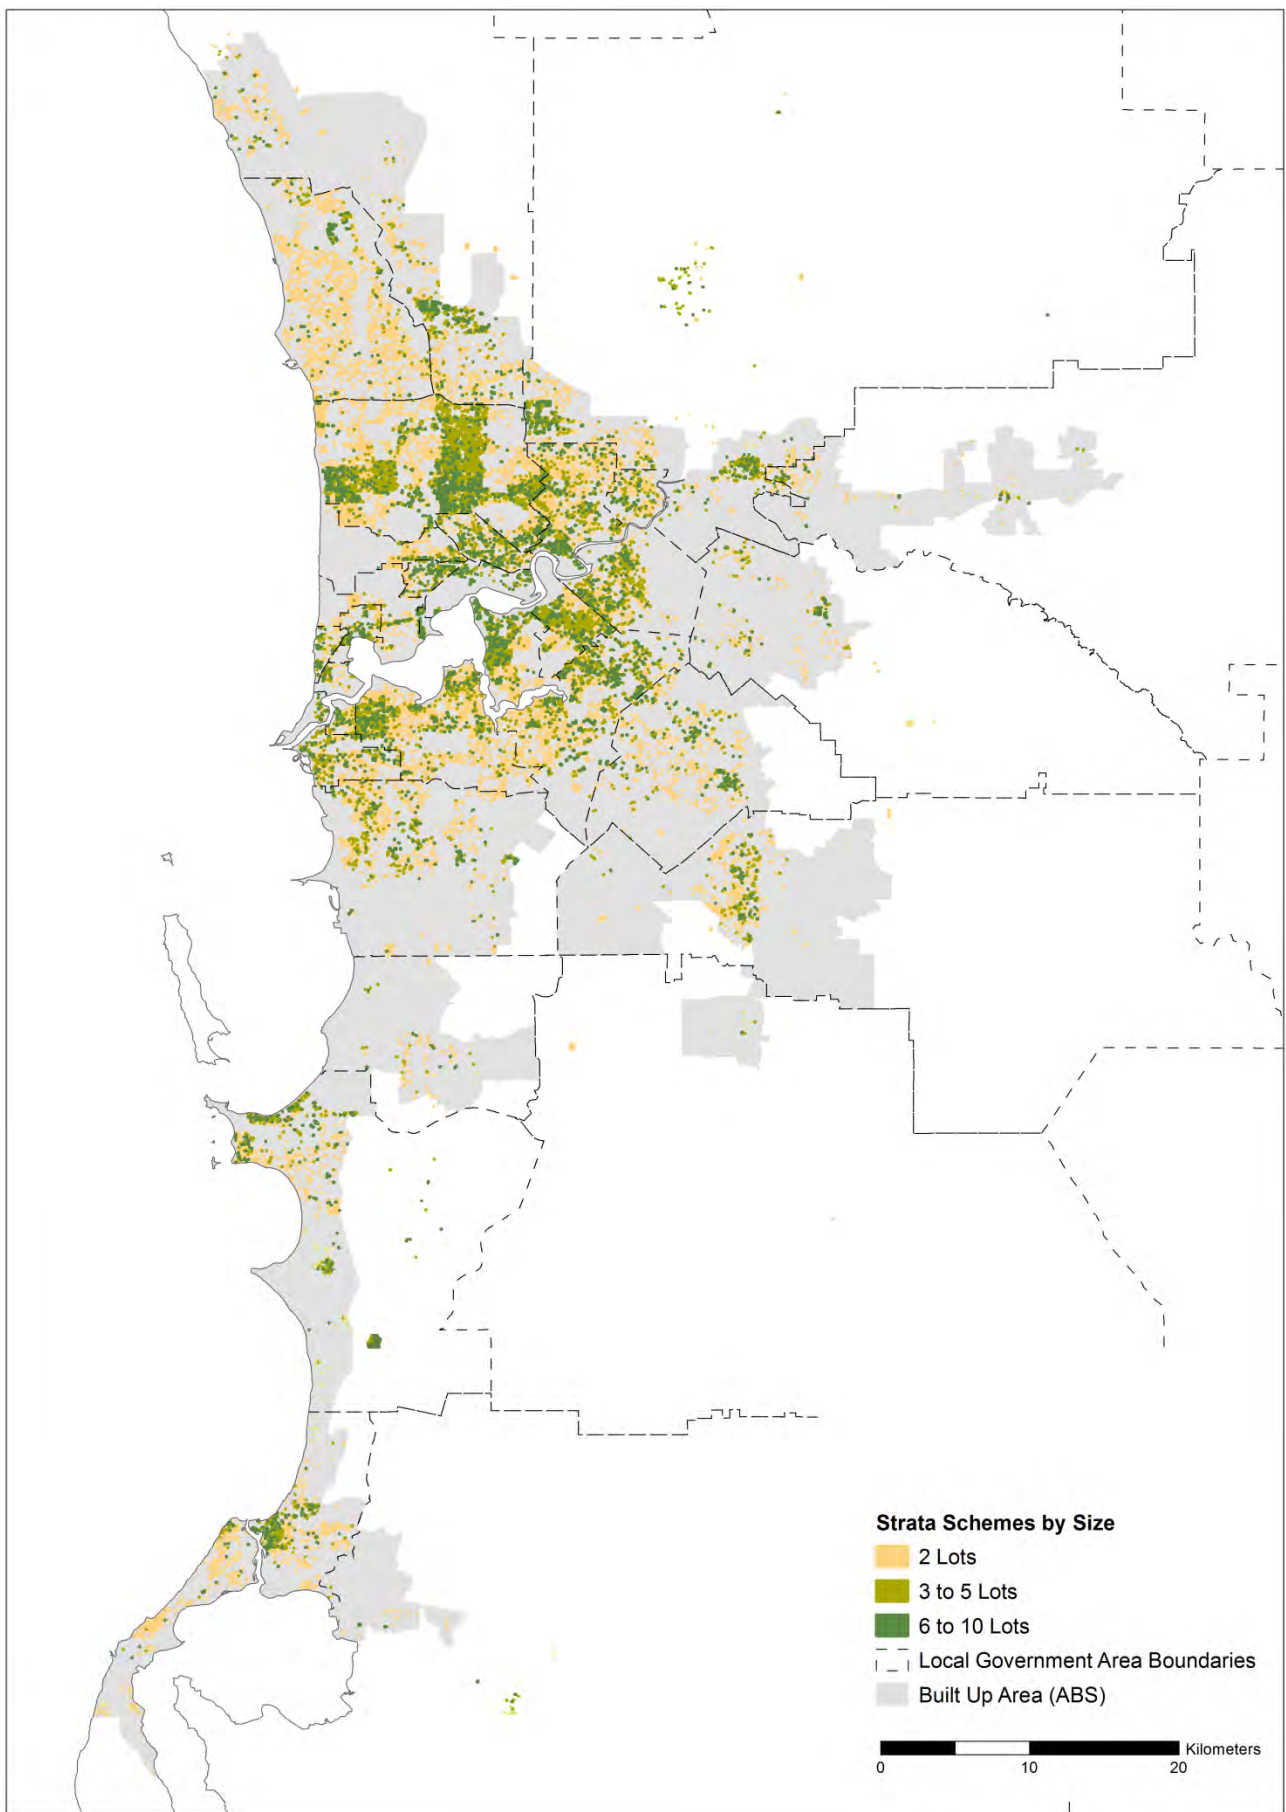 Strata Schemes by Size
2 Lots
3 to 5 Lots
6 to 10 Lots
Local Government Area Boundaries
Built Up Area (ABS)
Kilometers
0 10 20